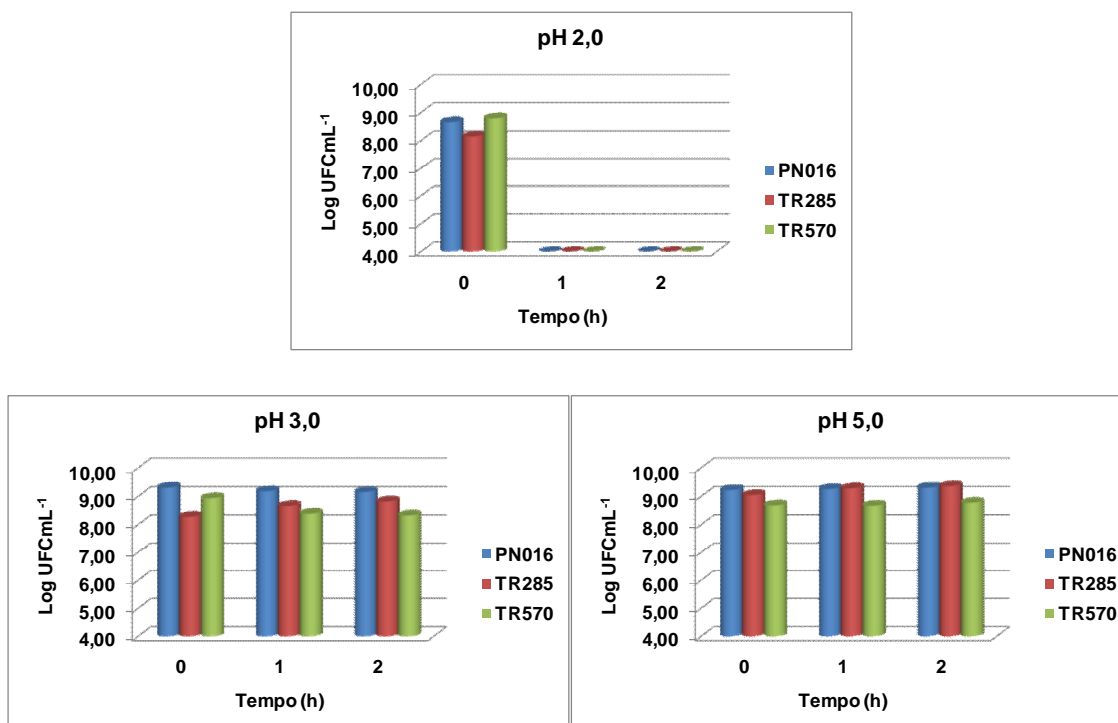 pH 2,0
10,00
9,00
8,00
7,00
6,00
5,00
4,00
Log UFCmL⁻¹
0 1 2
Tempo (h)
PN016
TR285
TR570
pH 3,0
10,00
9,00
8,00
7,00
6,00
5,00
4,00
Log UFCmL⁻¹
0 1 2
Tempo (h)
PN016
TR285
TR570
pH 5,0
10,00
9,00
8,00
7,00
6,00
5,00
4,00
Log UFCmL⁻¹
0 1 2
Tempo (h)
PN016
TR285
TR570